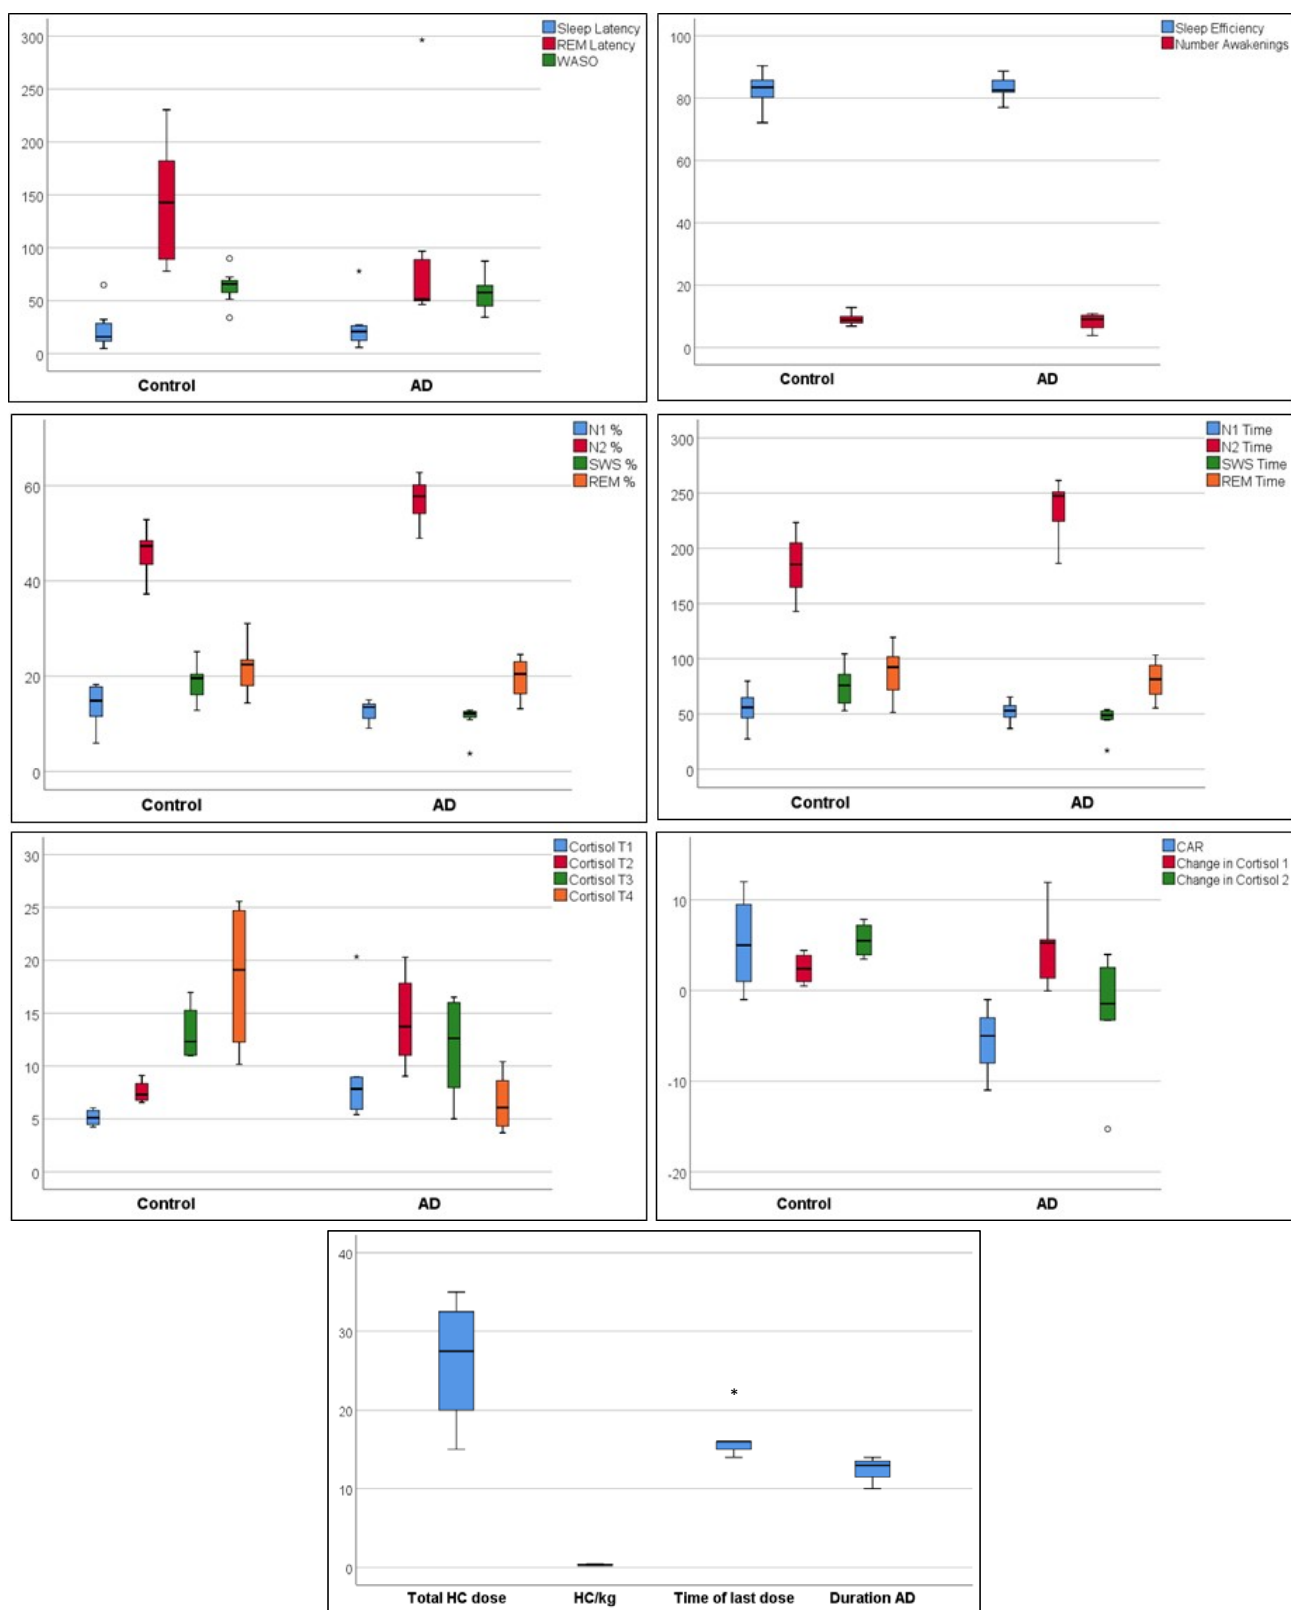 Sleep Latency
REM Latency
WASO
300
250
200
150
100
50
0
Control AD
Sleep Efficiency
Number Awakenings
100
80
60
40
20
0
Control AD
N1 %
N2 %
SWS %
REM %
60
40
20
0
Control AD
N1 Time
N2 Time
SWS Time
REM Time
300
250
200
150
100
50
0
Control AD
Cortisol T1
Cortisol T2
Cortisol T3
Cortisol T4
30
25
20
15
10
5
0
Control AD
CAR
Change in Cortisol 1
Change in Cortisol 2
10
0
-10
-20
Control AD
40
30
20
10
0
Total HC dose HC/kg Time of last dose Duration AD